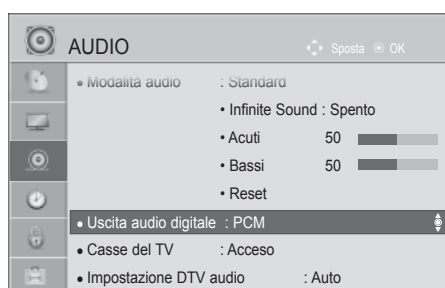 AUDIO
Sposta OK
• Modalità audio : Standard
• Infinite Sound : Spento
• Acuti 50
• Bassi 50
• Reset
• Uscita audio digitale : PCM
• Casse del TV : Acceso
• Impostazione DTV audio : Auto